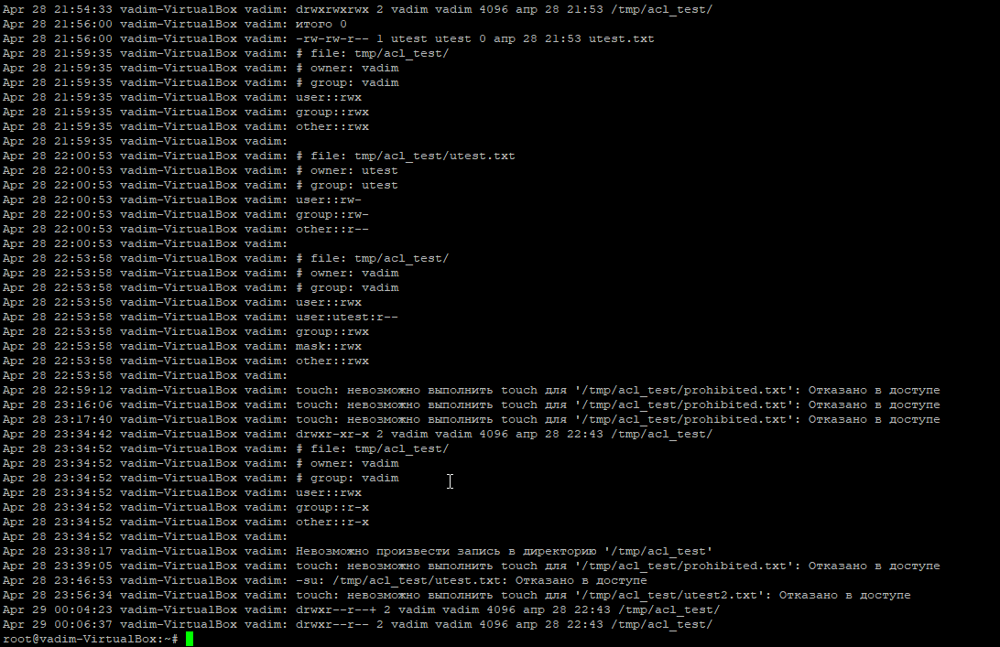 Apr 28 21:54:33 vadim-VirtualBox vadim: drwxrwxrwx 2 vadim vadim 4096 апр 28 21:53 /tmp/acl_test/
Apr 28 21:56:00 vadim-VirtualBox vadim: итого 0
Apr 28 21:56:00 vadim-VirtualBox vadim: -rw-rw-r-- 1 utest utest 0 апр 28 21:53 utest.txt
Apr 28 21:59:35 vadim-VirtualBox vadim: # file: tmp/acl_test/
Apr 28 21:59:35 vadim-VirtualBox vadim: # owner: vadim
Apr 28 21:59:35 vadim-VirtualBox vadim: # group: vadim
Apr 28 21:59:35 vadim-VirtualBox vadim: user::rwx
Apr 28 21:59:35 vadim-VirtualBox vadim: group::rwx
Apr 28 21:59:35 vadim-VirtualBox vadim: other::rwx
Apr 28 21:59:35 vadim-VirtualBox vadim:
Apr 28 22:00:53 vadim-VirtualBox vadim: # file: tmp/acl_test/utest.txt
Apr 28 22:00:53 vadim-VirtualBox vadim: # owner: utest
Apr 28 22:00:53 vadim-VirtualBox vadim: # group: utest
Apr 28 22:00:53 vadim-VirtualBox vadim: user::rw-
Apr 28 22:00:53 vadim-VirtualBox vadim: group::rw-
Apr 28 22:00:53 vadim-VirtualBox vadim: other::r--
Apr 28 22:00:53 vadim-VirtualBox vadim:
Apr 28 22:53:58 vadim-VirtualBox vadim: # file: tmp/acl_test/
Apr 28 22:53:58 vadim-VirtualBox vadim: # owner: vadim
Apr 28 22:53:58 vadim-VirtualBox vadim: # group: vadim
Apr 28 22:53:58 vadim-VirtualBox vadim: user::rwx
Apr 28 22:53:58 vadim-VirtualBox vadim: user:utest:r--
Apr 28 22:53:58 vadim-VirtualBox vadim: group::rwx
Apr 28 22:53:58 vadim-VirtualBox vadim: mask::rwx
Apr 28 22:53:58 vadim-VirtualBox vadim: other::rwx
Apr 28 22:53:58 vadim-VirtualBox vadim:
Apr 28 22:59:12 vadim-VirtualBox vadim: touch: невозможно выполнить touch для '/tmp/acl_test/prohibited.txt': Отказано в доступе
Apr 28 23:16:06 vadim-VirtualBox vadim: touch: невозможно выполнить touch для '/tmp/acl_test/prohibited.txt': Отказано в доступе
Apr 28 23:17:40 vadim-VirtualBox vadim: touch: невозможно выполнить touch для '/tmp/acl_test/prohibited.txt': Отказано в доступе
Apr 28 23:34:42 vadim-VirtualBox vadim: drwxr-xr-x 2 vadim vadim 4096 апр 28 22:43 /tmp/acl_test/
Apr 28 23:34:52 vadim-VirtualBox vadim: # file: tmp/acl_test/
Apr 28 23:34:52 vadim-VirtualBox vadim: # owner: vadim
Apr 28 23:34:52 vadim-VirtualBox vadim: # group: vadim
Apr 28 23:34:52 vadim-VirtualBox vadim: user::rwx
Apr 28 23:34:52 vadim-VirtualBox vadim: group::r-x
Apr 28 23:34:52 vadim-VirtualBox vadim: other::r-x
Apr 28 23:34:52 vadim-VirtualBox vadim:
Apr 28 23:38:17 vadim-VirtualBox vadim: Невозможно произвести запись в директорию '/tmp/acl_test'
Apr 28 23:39:05 vadim-VirtualBox vadim: touch: невозможно выполнить touch для '/tmp/acl_test/prohibited.txt': Отказано в доступе
Apr 28 23:46:53 vadim-VirtualBox vadim: -su: /tmp/acl_test/utest.txt: Отказано в доступе
Apr 28 23:56:34 vadim-VirtualBox vadim: touch: невозможно выполнить touch для '/tmp/acl_test/utest2.txt': Отказано в доступе
Apr 29 00:04:23 vadim-VirtualBox vadim: drwxr--r--+ 2 vadim vadim 4096 апр 28 22:43 /tmp/acl_test/
Apr 29 00:06:37 vadim-VirtualBox vadim: drwxr--r-- 2 vadim vadim 4096 апр 28 22:43 /tmp/acl_test/
root@vadim-VirtualBox:~#